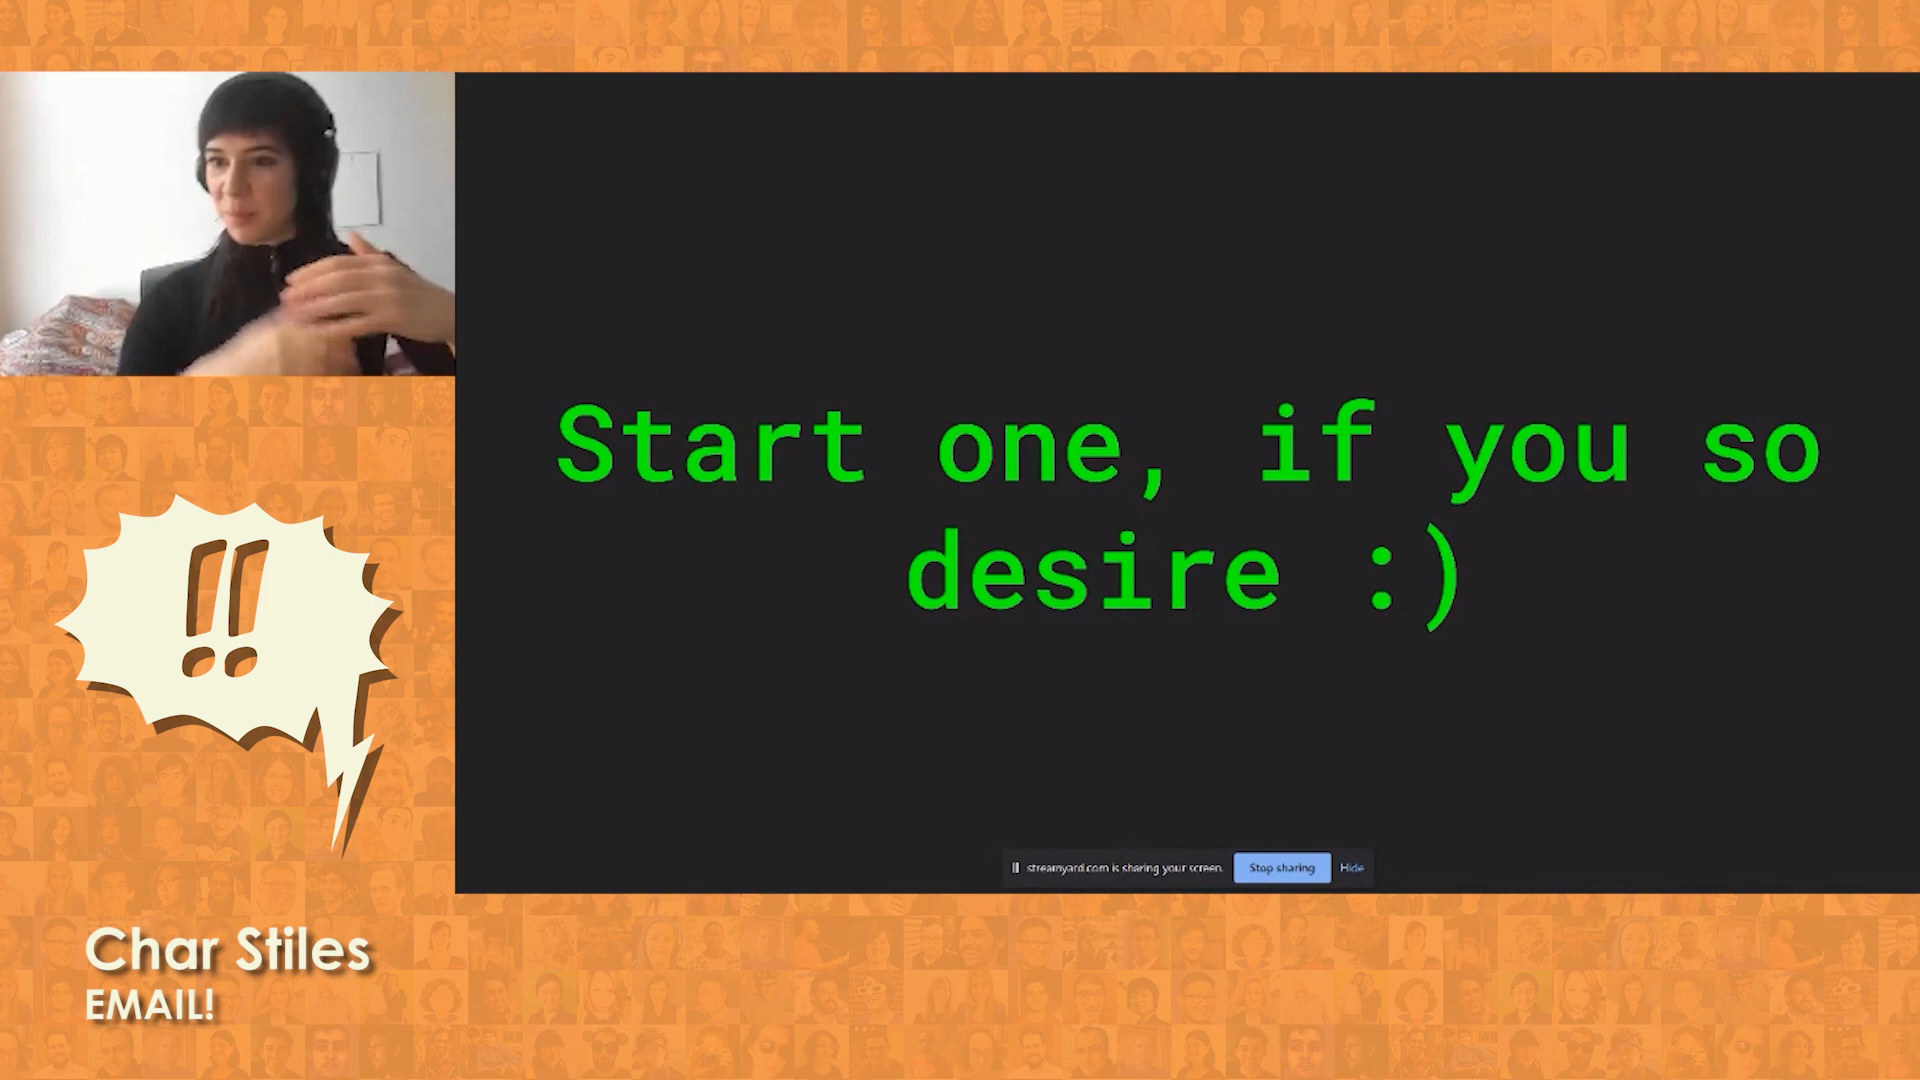 Start one, if you so
desire :)
!!
streamyard.com is sharing your screen.
Stop sharing
Hide
Char Stiles
EMAIL!